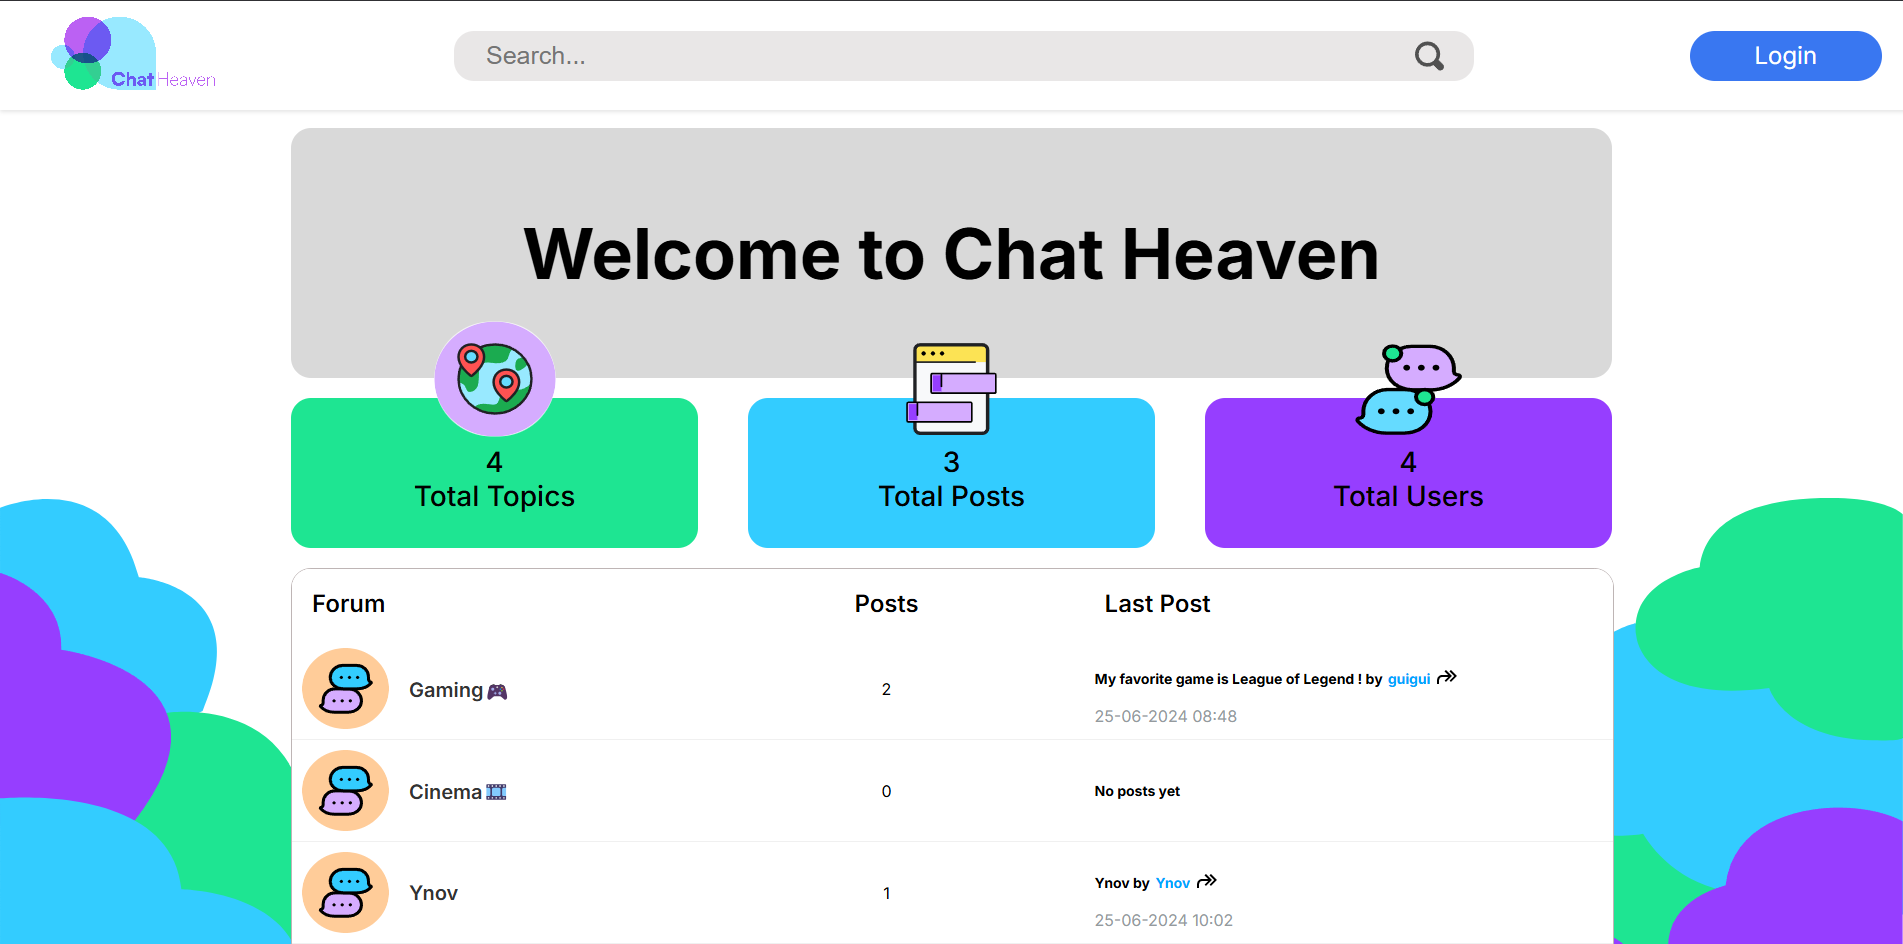 Chat Heaven
Search...
Login
Welcome to Chat Heaven
4
Total Topics
3
Total Posts
4
Total Users
Forum Posts Last Post
Gaming 2 My favorite game is League of Legend ! by guigui
25-06-2024 08:48
Cinema 0 No posts yet
Ynov 1 Ynov by Ynov
25-06-2024 10:02